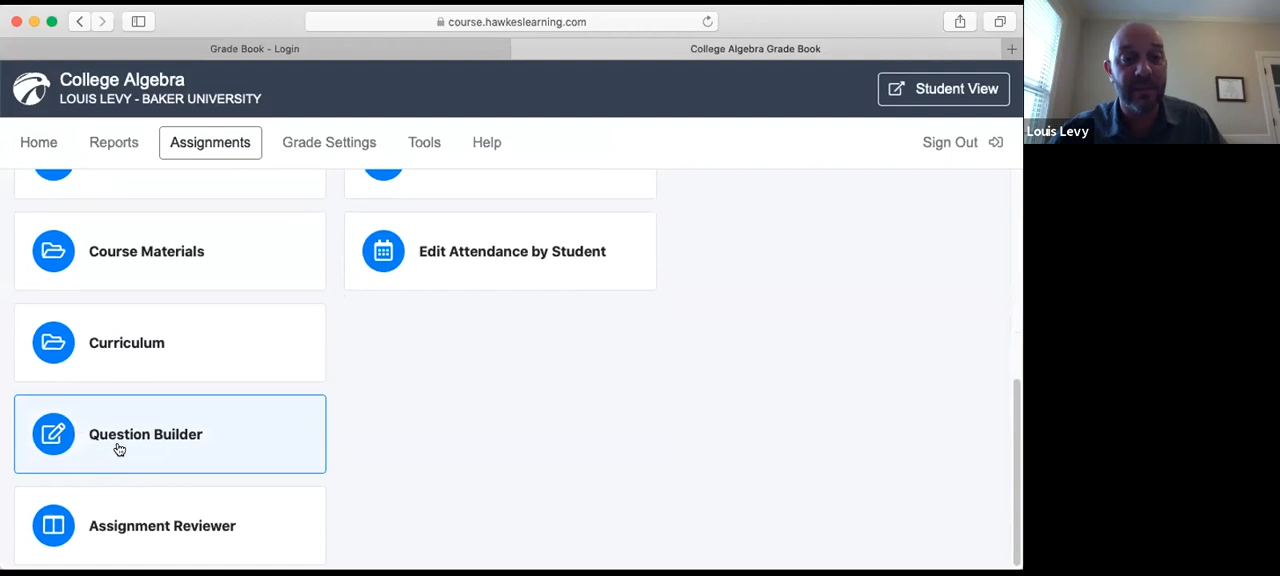 course.hawkeslearning.com
Grade Book - Login
College Algebra Grade Book
College Algebra
LOUIS LEVY - BAKER UNIVERSITY
Student View
Home
Reports
Assignments
Grade Settings
Tools
Help
Sign Out
Course Materials
Edit Attendance by Student
Curriculum
Question Builder
Assignment Reviewer
Louis Levy